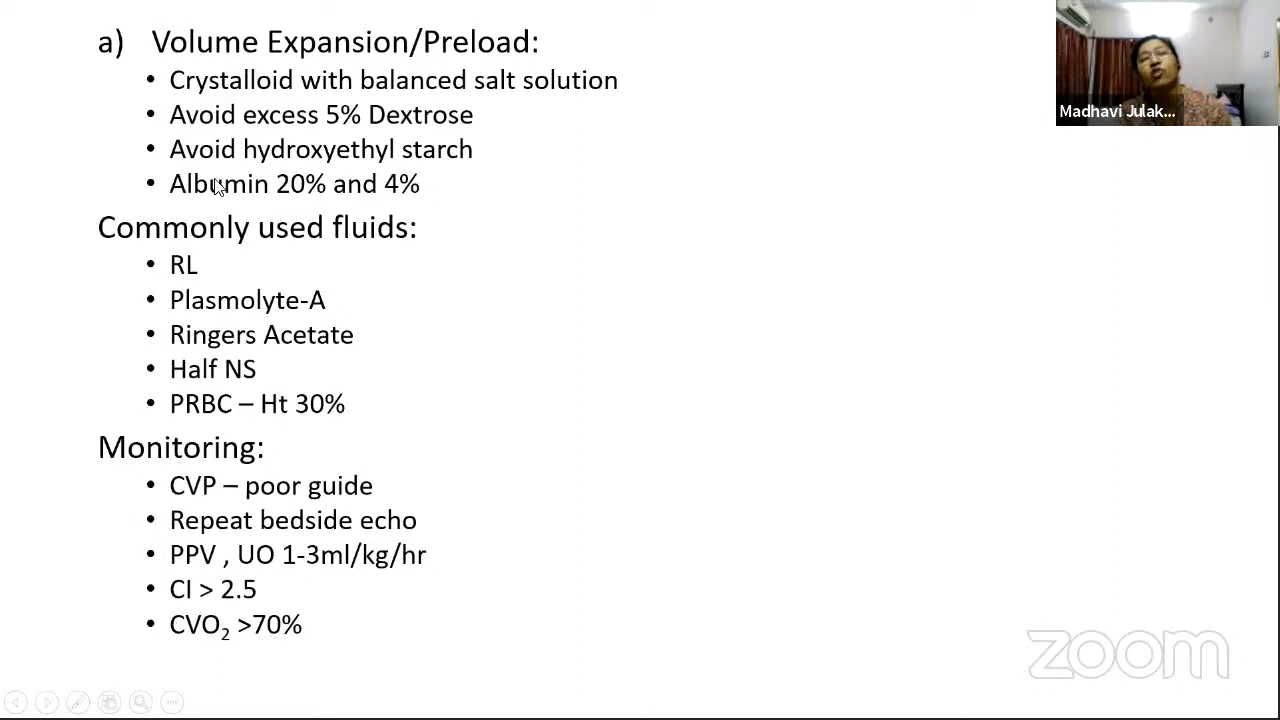 a) Volume Expansion/Preload:
• Crystalloid with balanced salt solution
• Avoid excess 5% Dextrose
• Avoid hydroxyethyl starch
• Albumin 20% and 4%
Commonly used fluids:
• RL
• Plasmolyte-A
• Ringers Acetate
• Half NS
• PRBC – Ht 30%
Monitoring:
• CVP – poor guide
• Repeat bedside echo
• PPV , UO 1-3ml/kg/hr
• CI > 2.5
• CVO₂ >70%
Madhavi Julak...
zoom